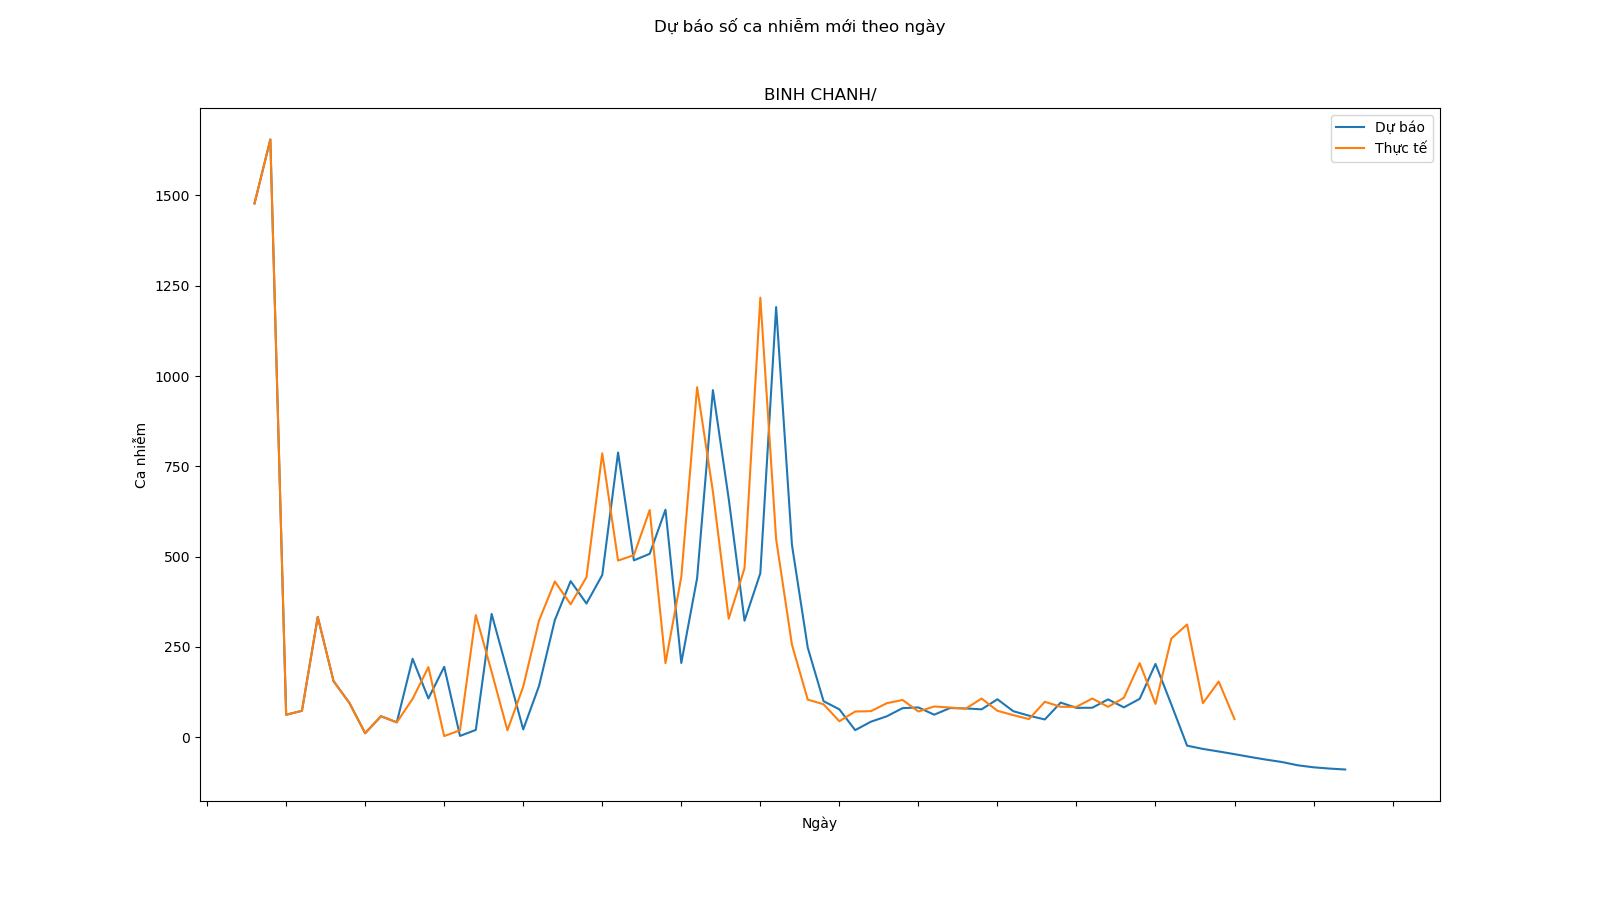 Dự báo số ca nhiễm mới theo ngày
BINH CHANH/
Dự báo
Thực tế
1500
1250
1000
750
500
250
0
Ca nhiễm
Ngày